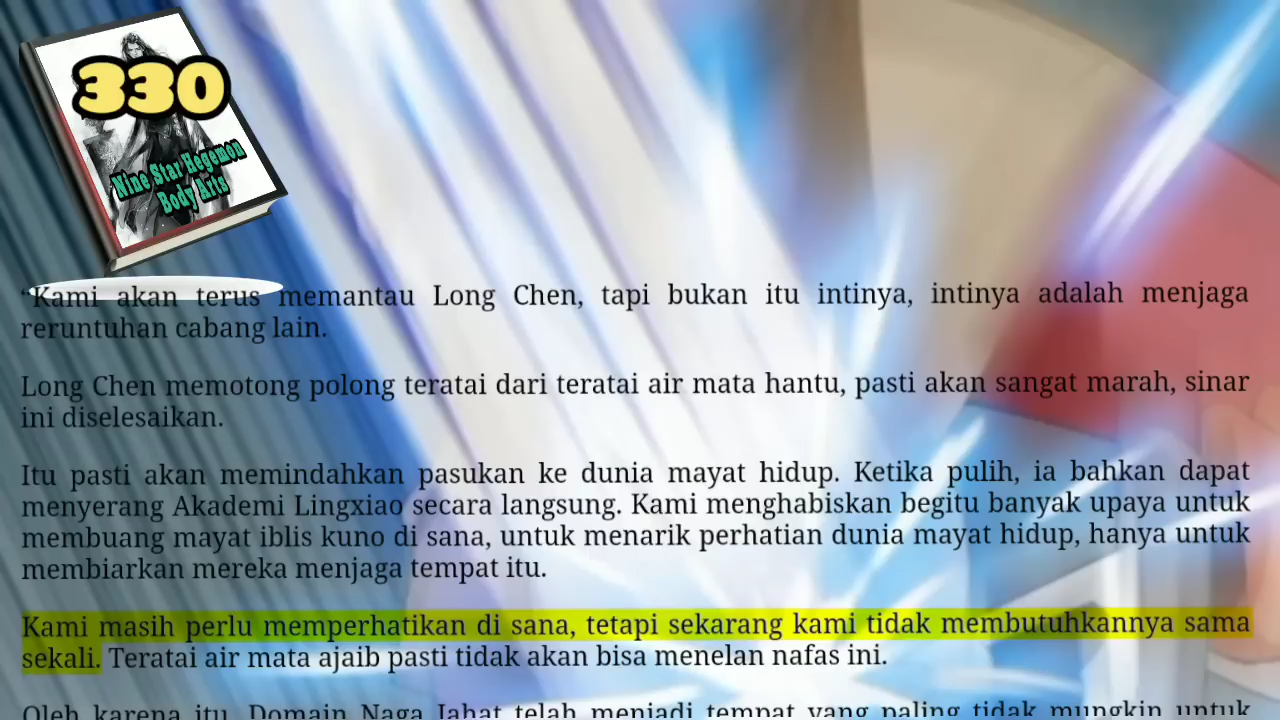 330
Nine Star Hegemon
Body Arts
“Kami akan terus memantau Long Chen, tapi bukan itu intinya, intinya adalah menjaga
reruntuhan cabang lain.
Long Chen memotong polong teratai dari teratai air mata hantu, pasti akan sangat marah, sinar
ini diselesaikan.
Itu pasti akan memindahkan pasukan ke dunia mayat hidup. Ketika pulih, ia bahkan dapat
menyerang Akademi Lingxiao secara langsung. Kami menghabiskan begitu banyak upaya untuk
membuang mayat iblis kuno di sana, untuk menarik perhatian dunia mayat hidup, hanya untuk
membiarkan mereka menjaga tempat itu.
Kami masih perlu memperhatikan di sana, tetapi sekarang kami tidak membutuhkannya sama
sekali. Teratai air mata ajaib pasti tidak akan bisa menelan nafas ini.
Oleh karena itu, Domain Naga Jahat telah menjadi tempat yang paling tidak mungkin untuk